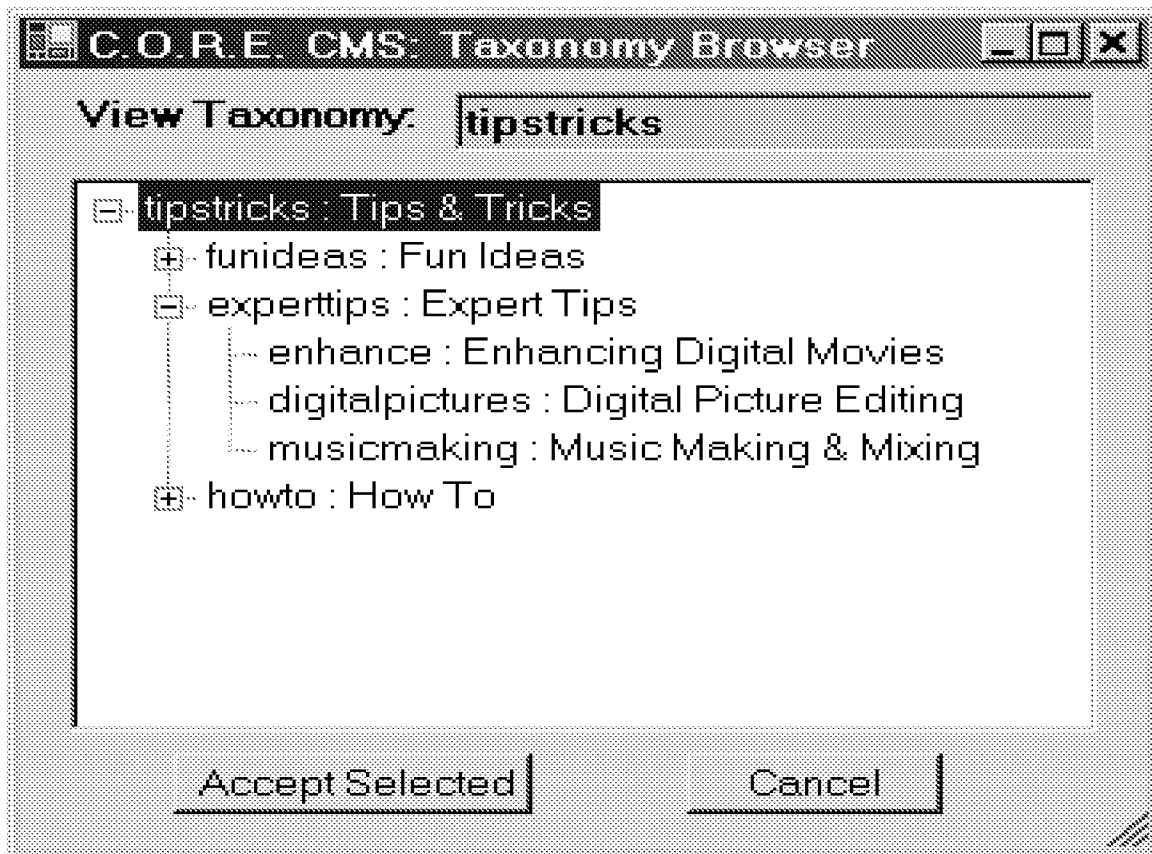 C.O.R.E. CMS: Taxonomy Browser
View Taxonomy: tipstricks
tipstricks : Tips & Tricks
funideas : Fun Ideas
experttips : Expert Tips
enhance : Enhancing Digital Movies
digitalpictures : Digital Picture Editing
musicmaking : Music Making & Mixing
howto : How To
Accept Selected Cancel